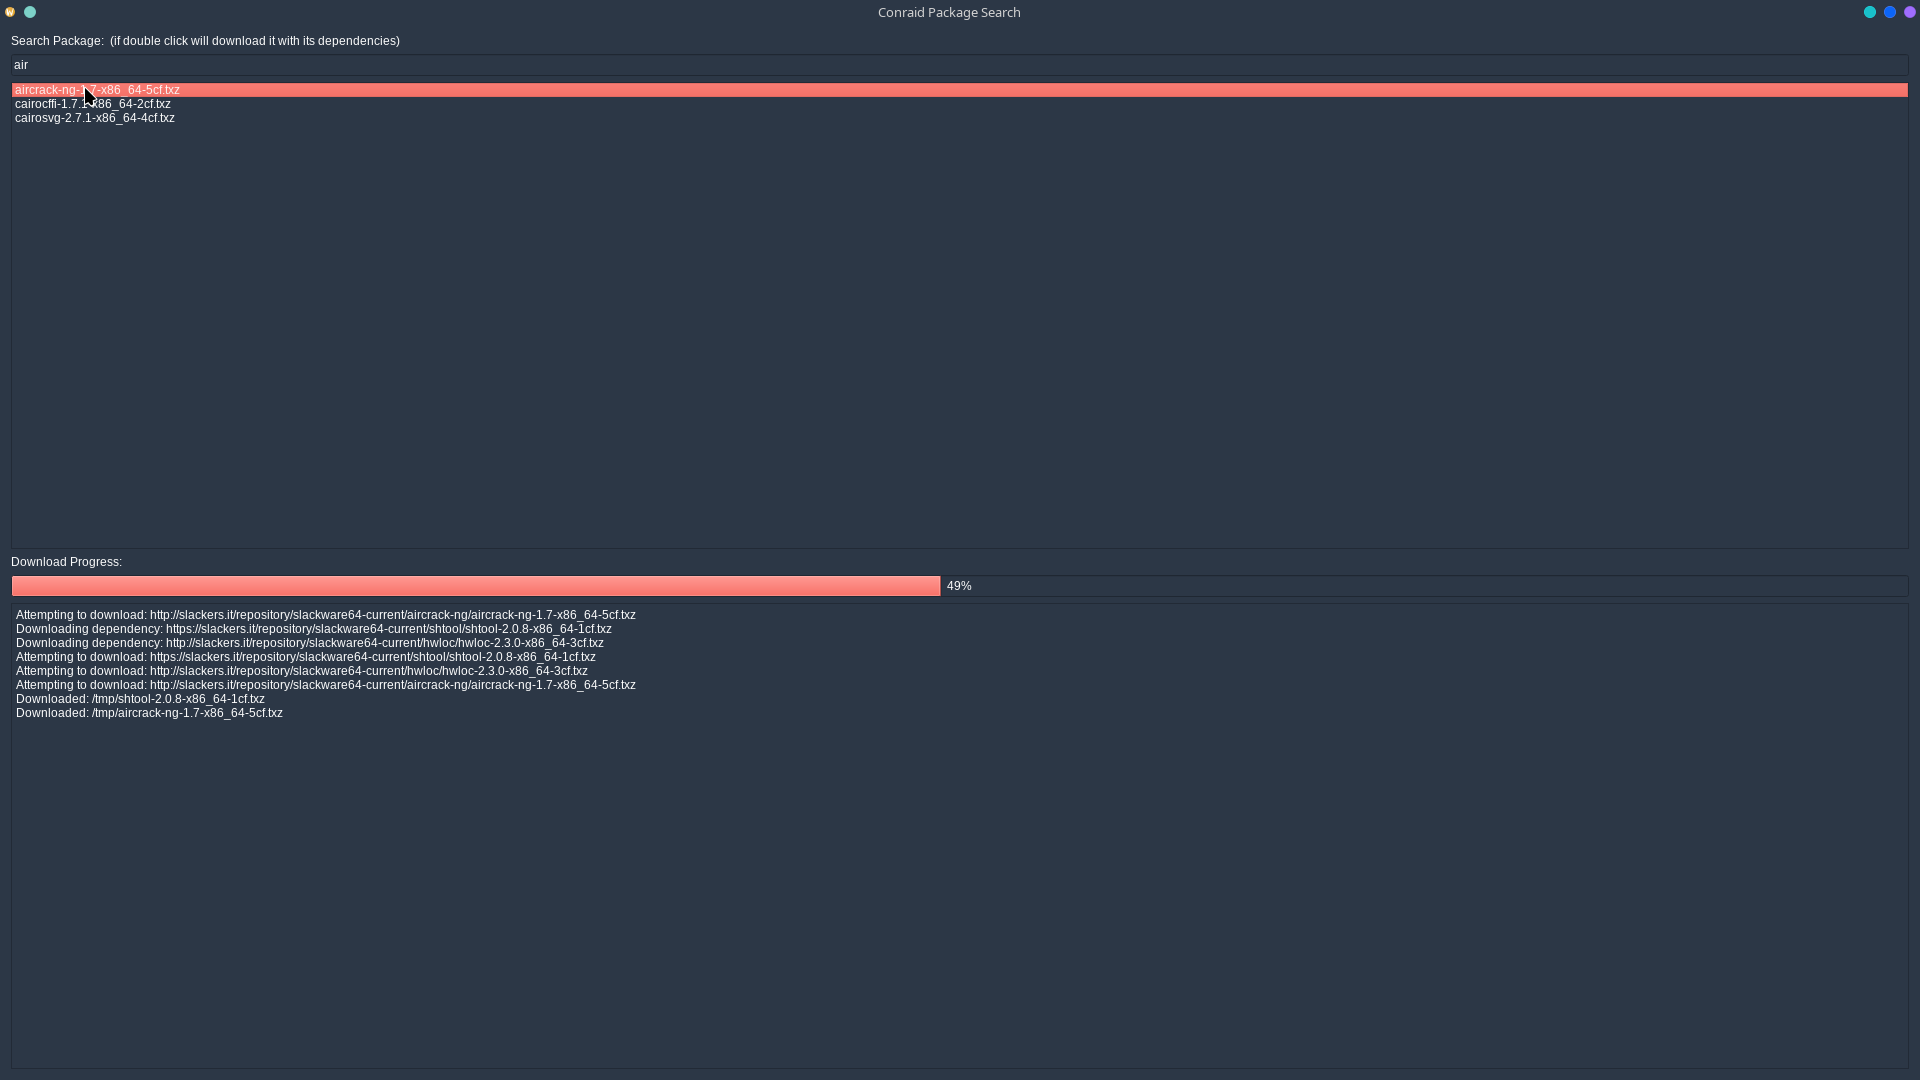 Conraid Package Search
Search Package:  (if double click will download it with its dependencies)
air
aircrack-ng-1.7-x86_64-5cf.txz
cairocffi-1.7.1-x86_64-2cf.txz
cairosvg-2.7.1-x86_64-4cf.txz
Download Progress:
49%
Attempting to download: http://slackers.it/repository/slackware64-current/aircrack-ng/aircrack-ng-1.7-x86_64-5cf.txz
Downloading dependency: https://slackers.it/repository/slackware64-current/shtool/shtool-2.0.8-x86_64-1cf.txz
Downloading dependency: http://slackers.it/repository/slackware64-current/hwloc/hwloc-2.3.0-x86_64-3cf.txz
Attempting to download: https://slackers.it/repository/slackware64-current/shtool/shtool-2.0.8-x86_64-1cf.txz
Attempting to download: http://slackers.it/repository/slackware64-current/hwloc/hwloc-2.3.0-x86_64-3cf.txz
Attempting to download: http://slackers.it/repository/slackware64-current/aircrack-ng/aircrack-ng-1.7-x86_64-5cf.txz
Downloaded: /tmp/shtool-2.0.8-x86_64-1cf.txz
Downloaded: /tmp/aircrack-ng-1.7-x86_64-5cf.txz